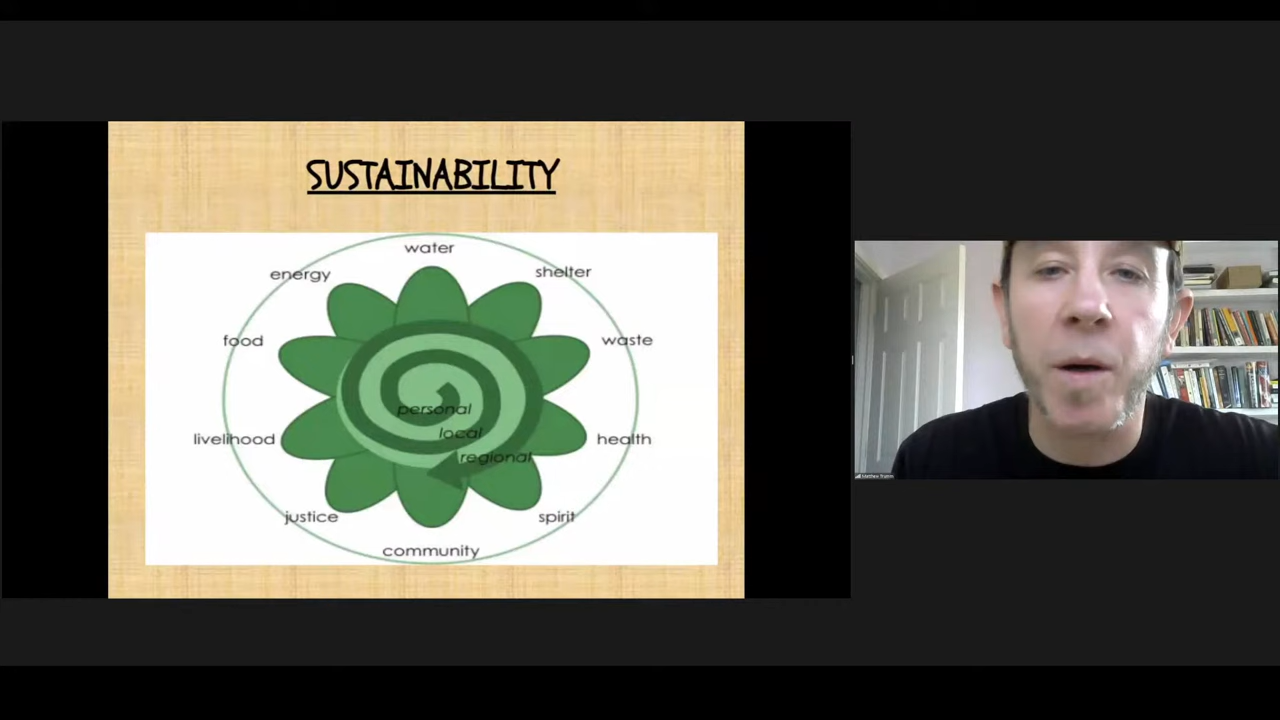 SUSTAINABILITY
water
energy
shelter
food
waste
personal
local
livelihood
health
regional
justice
spirit
community